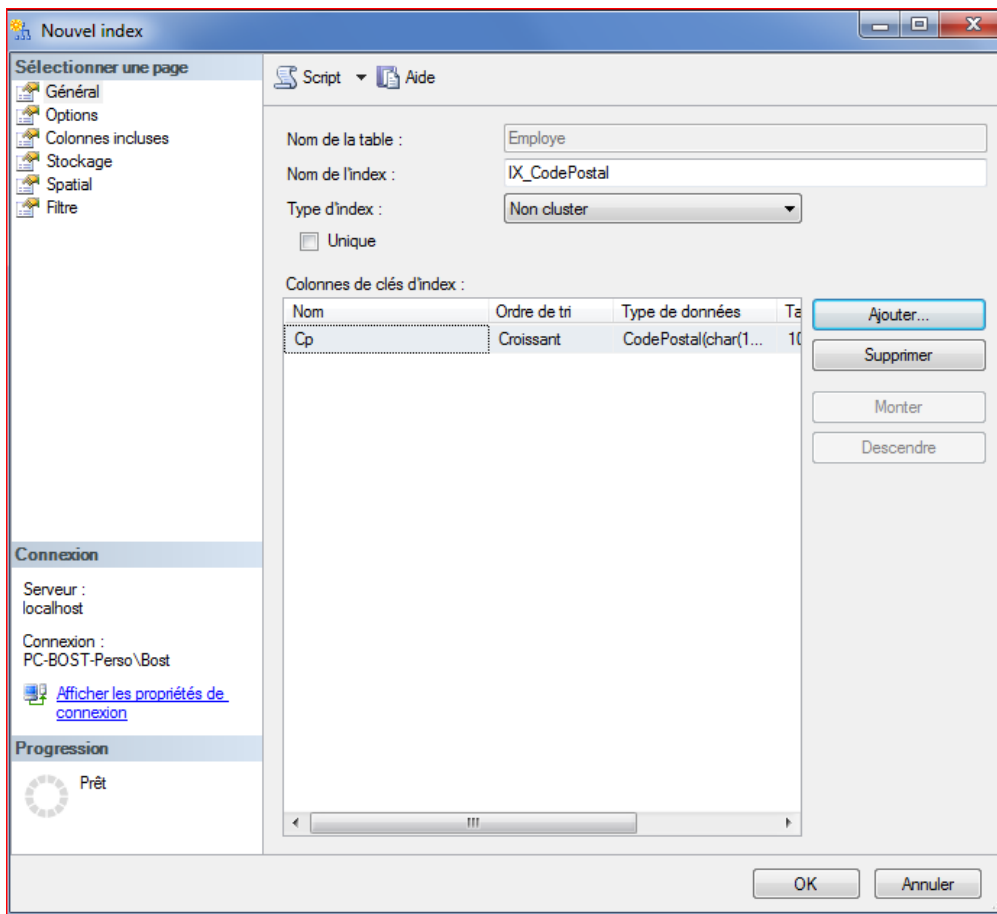 Nouvel index
Sélectionner une page
Général
Options
Colonnes incluses
Stockage
Spatial
Filtre
Script
Aide
Nom de la table :
Employe
Nom de l'index :
IX_CodePostal
Type d'index :
Non cluster
Unique
Colonnes de clés d'index :
Nom Ordre de tri Type de données Ta
Cp Croissant CodePostal(char(1... 10
Ajouter...
Supprimer
Monter
Descendre
Connexion
Serveur :
localhost
Connexion :
PC-BOST-Perso\Bost
Afficher les propriétés de
connexion
Progression
Prêt
OK
Annuler